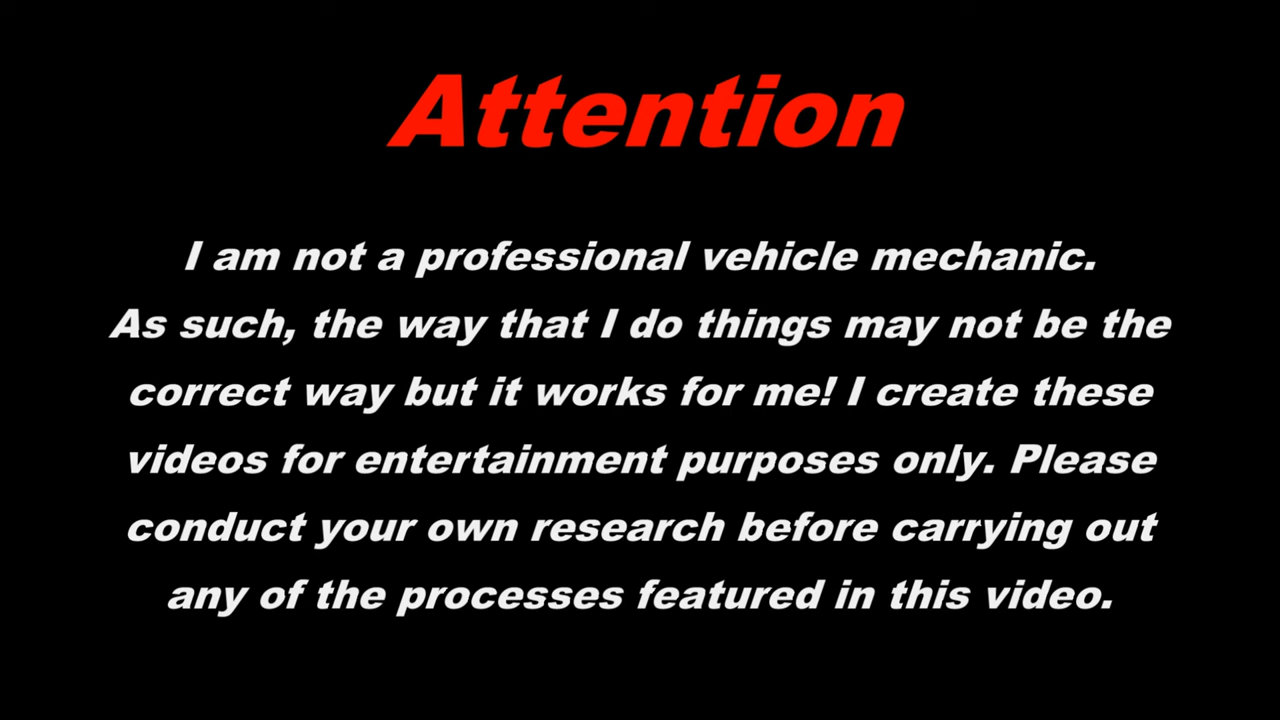 Attention
I am not a professional vehicle mechanic.
As such, the way that I do things may not be the
correct way but it works for me! I create these
videos for entertainment purposes only. Please
conduct your own research before carrying out
any of the processes featured in this video.